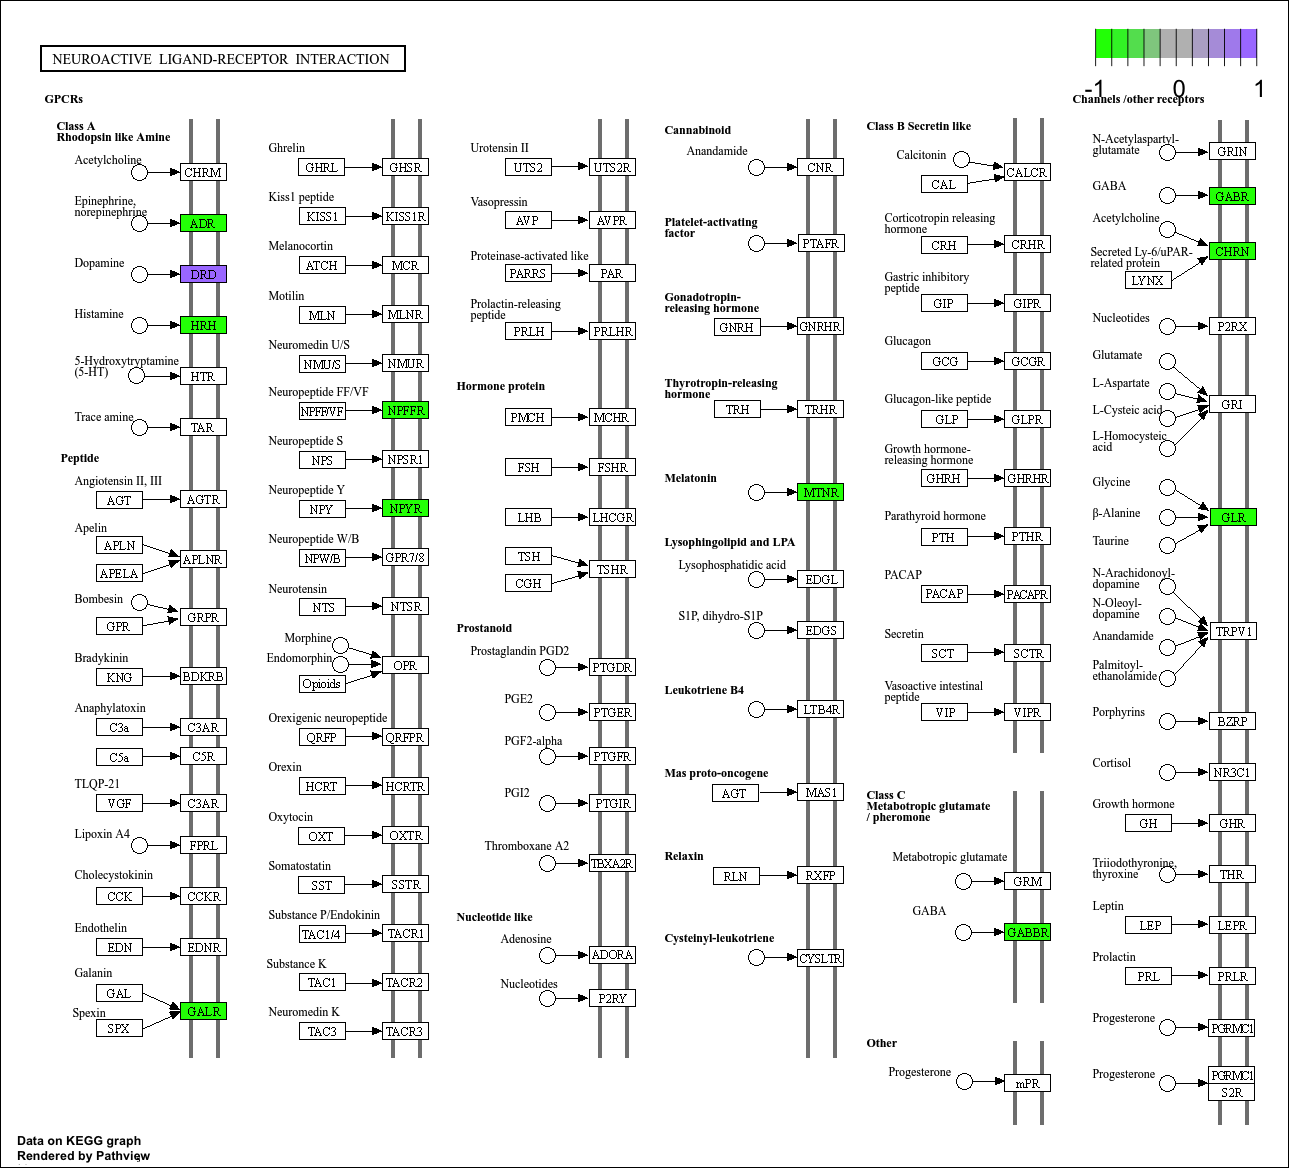 NEUROACTIVE LIGAND-RECEPTOR INTERACTION
-1
0
1
GPCRs
Class A
Rhodopsin like Amine
Acetylcholine
CHRM
Epinephrine,
norepinephrine
ADR
Dopamine
DRD
Histamine
HRH
5-Hydroxytryptamine
(5-HT)
HTR
Trace amine
TAR
Peptide
Angiotensin II, III
AGT
AGTR
Apelin
APLN
APLNR
APELA
Bombesin
GRPR
GPR
Bradykinin
KNG
BDKRB
Anaphylatoxin
C3a
C3AR
C5a
C5R
TLQP-21
VGF
C3AR
Lipoxin A4
FPRL
Cholecystokinin
CCK
CCKR
Endothelin
EDN
EDNR
Galanin
GAL
GALR
Spexin
SPX
Ghrelin
GHRL
GHSR
Kiss1 peptide
KISS1
KISS1R
Melanocortin
ATCH
MCR
Motilin
MLN
MLNR
Neuromedin U/S
NMU/S
NMUR
Neuropeptide FF/VF
NPFF/VF
NPFFR
Neuropeptide S
NPS
NPSR1
Neuropeptide Y
NPY
NPYR
Neuropeptide W/B
NPW/B
GPR7/8
Neurotensin
NTS
NTSR
Morphine
Endomorphin
OPR
Opioids
Orexigenic neuropeptide
QRFP
QRFPR
Orexin
HCRT
HCRTR
Oxytocin
OXT
OXTR
Somatostatin
SST
SSTR
Substance P/Endokinin
TAC1/4
TACR1
Substance K
TAC1
TACR2
Neuromedin K
TAC3
TACR3
Urotensin II
UTS2
UTS2R
Vasopressin
AVP
AVPR
Proteinase-activated like
PARRS
PAR
Prolactin-releasing
peptide
PRLH
PRLHR
Hormone protein
PMCH
MCHR
FSH
FSHR
LHB
LHCGR
TSH
TSHR
CGH
Prostanoid
Prostaglandin PGD2
PTGDR
PGE2
PTGER
PGF2-alpha
PTGFR
PGI2
PTGIR
Thromboxane A2
TBXA2R
Nucleotide like
Adenosine
ADORA
Nucleotides
P2RY
Cannabinoid
Anandamide
CNR
Platelet-activating
factor
PTAFR
Gonadotropin-
releasing hormone
GNRH
GNRHR
Thyrotropin-releasing
hormone
TRH
TRHR
Melatonin
MTNR
Lysophingolipid and LPA
Lysophosphatidic acid
EDGL
S1P, dihydro-S1P
EDGS
Leukotriene B4
LTB4R
Mas proto-oncogene
AGT
MAS1
Relaxin
RLN
RXFP
Cysteinyl-leukotriene
CYSLTR
Class B Secretin like
Calcitonin
CALCR
CAL
Corticotropin releasing
hormone
CRH
CRHR
Gastric inhibitory
peptide
GIP
GIPR
Glucagon
GCG
GCGR
Glucagon-like peptide
GLP
GLPR
Growth hormone-
releasing hormone
GHRH
GHRHR
Parathyroid hormone
PTH
PTHR
PACAP
PACAP
PACAPR
Secretin
SCT
SCTR
Vasoactive intestinal
peptide
VIP
VIPR
Class C
Metabotropic glutamate
/ pheromone
Metabotropic glutamate
GRM
GABA
GABBR
Other
Progesterone
mPR
Channels /other receptors
N-Acetylaspartyl-
glutamate
GRIN
GABA
GABR
Acetylcholine
CHRN
Secreted Ly-6/uPAR-
related protein
LYNX
Nucleotides
P2RX
Glutamate
L-Aspartate
GRI
L-Cysteic acid
L-Homocysteic
acid
Glycine
β-Alanine
GLR
Taurine
N-Arachidonoyl-
dopamine
N-Oleoyl-
dopamine
TRPV1
Anandamide
Palmitoyl-
ethanolamide
Porphyrins
BZRP
Cortisol
NR3C1
Growth hormone
GH
GHR
Triiodothyronine,
thyroxine
THR
Leptin
LEP
LEPR
Prolactin
PRL
PRLR
Progesterone
PGRMC1
Progesterone
PGRMC1
S2R
Data on KEGG graph
Rendered by Pathview